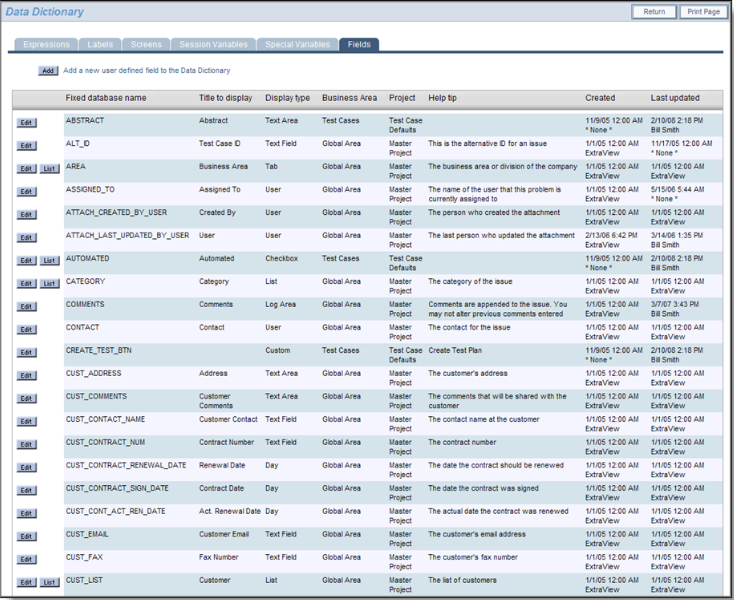 Data Dictionary
Return Print Page
Expressions Labels Screens Session Variables Special Variables Fields
Add Add a new user defined field to the Data Dictionary
Fixed database name Title to display Display type Business Area Project Help tip Created Last updated
Edit ABSTRACT Abstract Text Area Test Cases Test Case 11/9/05 12:00 AM 2/10/08 2:18 PM
Defaults * None * Bill Smith
Edit ALT_ID Test Case ID Text Field Global Area Master This is the alternative ID for an issue 1/1/05 12:00 AM 11/17/05 12:00 AM
Project ExtraView * None *
Edit List AREA Business Area Tab Global Area Master The business area or division of the company 1/1/05 12:00 AM 1/1/05 12:00 AM
Project ExtraView ExtraView
Edit ASSIGNED_TO Assigned To User Global Area Master The name of the user that this problem is 1/1/05 12:00 AM 5/15/06 5:44 AM
Project currently assigned to ExtraView * None *
Edit ATTACH_CREATED_BY_USER Created By User Global Area Master The person who created the attachment 1/1/05 12:00 AM 1/1/05 12:00 AM
Project ExtraView ExtraView
Edit ATTACH_LAST_UPDATED_BY_USER User User Global Area Master The last person who updated the attachment 2/13/06 6:42 PM 3/14/06 1:35 PM
Project ExtraView Bill Smith
Edit List AUTOMATED Automated Checkbox Test Cases Test Case 11/9/05 12:00 AM 2/10/08 2:18 PM
Defaults * None * Bill Smith
Edit List CATEGORY Category List Global Area Master The category of the issue 1/1/05 12:00 AM 1/1/05 12:00 AM
Project ExtraView ExtraView
Edit COMMENTS Comments Log Area Global Area Master Comments are appended to the issue. You 1/1/05 12:00 AM 3/7/07 3:43 PM
Project may not alter previous comments entered ExtraView Bill Smith
Edit CONTACT Contact User Global Area Master The contact for the issue 1/1/05 12:00 AM 1/1/05 12:00 AM
Project ExtraView ExtraView
Edit CREATE_TEST_BTN Custom Test Cases Test Case Create Test Plan 11/9/05 12:00 AM 2/10/08 2:18 PM
Defaults * None * Bill Smith
Edit CUST_ADDRESS Address Text Area Global Area Master The customer's address 1/1/05 12:00 AM 1/1/05 12:00 AM
Project ExtraView ExtraView
Edit CUST_COMMENTS Customer Text Area Global Area Master The comments that will be shared with the 1/1/05 12:00 AM 1/1/05 12:00 AM
Comments Project customer ExtraView ExtraView
Edit CUST_CONTACT_NAME Customer Contact Text Field Global Area Master The contact name at the customer 1/1/05 12:00 AM 1/1/05 12:00 AM
Project ExtraView ExtraView
Edit CUST_CONTRACT_NUM Contract Number Text Field Global Area Master The contract number 1/1/05 12:00 AM 1/1/05 12:00 AM
Project ExtraView ExtraView
Edit CUST_CONTRACT_RENEWAL_DATE Renewal Date Day Global Area Master The date the contract should be renewed 1/1/05 12:00 AM 1/1/05 12:00 AM
Project ExtraView ExtraView
Edit CUST_CONTRACT_SIGN_DATE Contract Date Day Global Area Master The date the contract was signed 1/1/05 12:00 AM 1/1/05 12:00 AM
Project ExtraView ExtraView
Edit CUST_CONT_ACT_REN_DATE Act. Renewal Date Day Global Area Master The actual date the contract was renewed 1/1/05 12:00 AM 1/1/05 12:00 AM
Project ExtraView ExtraView
Edit CUST_EMAIL Customer Email Text Field Global Area Master The customer's email address 1/1/05 12:00 AM 1/1/05 12:00 AM
Project ExtraView ExtraView
Edit CUST_FAX Fax Number Text Field Global Area Master The customer's fax number 1/1/05 12:00 AM 1/1/05 12:00 AM
Project ExtraView ExtraView
Edit List CUST_LIST Customer List Global Area Master The list of customers 1/1/05 12:00 AM 1/1/05 12:00 AM
Project ExtraView ExtraView